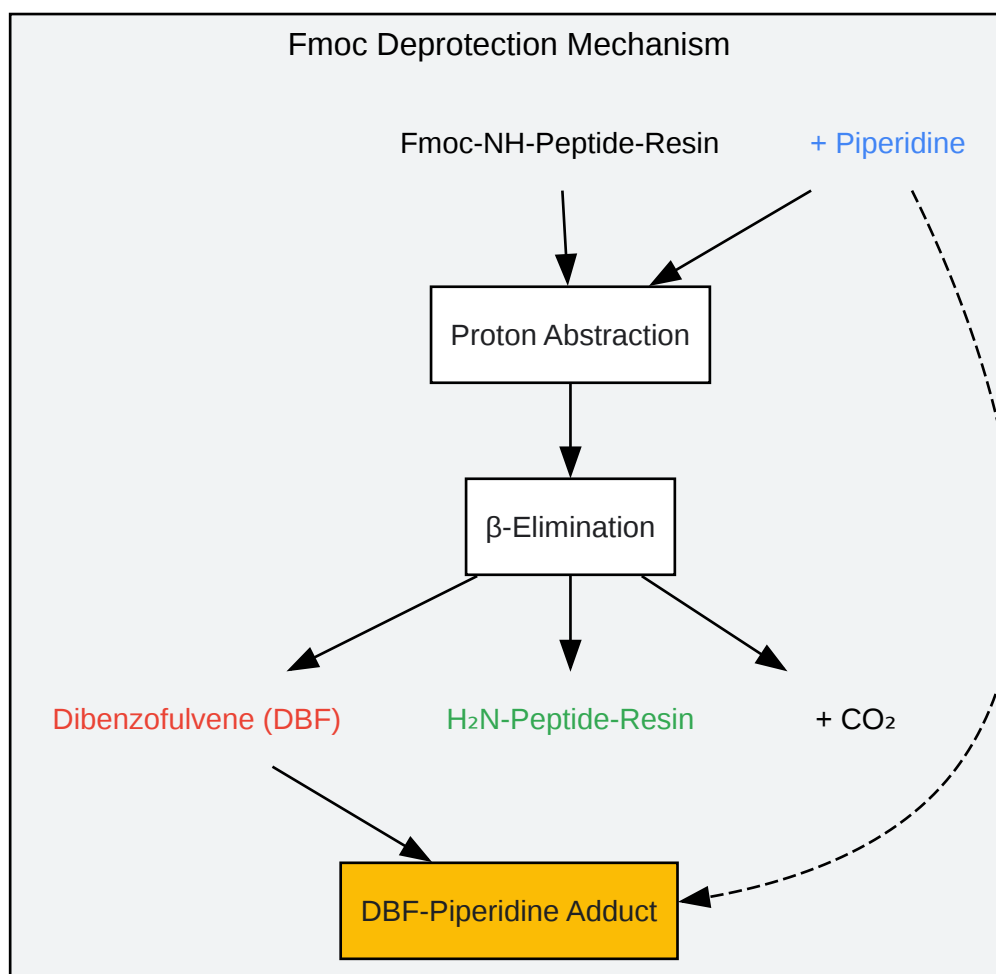 Fmoc Deprotection Mechanism
Fmoc-NH-Peptide-Resin
+ Piperidine
Proton Abstraction
β-Elimination
Dibenzofulvene (DBF)
H₂N-Peptide-Resin
+ CO₂
DBF-Piperidine Adduct